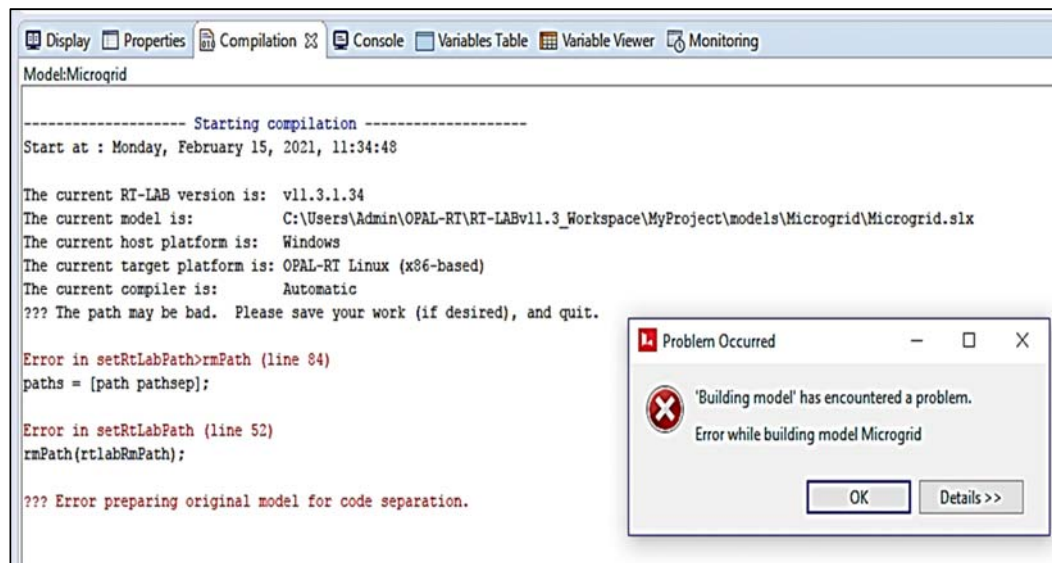 Display Properties Compilation Console Variables Table Variable Viewer Monitoring
Model:Microgrid
-------------------- Starting compilation --------------------
Start at : Monday, February 15, 2021, 11:34:48
The current RT-LAB version is: v11.3.1.34
The current model is: C:\Users\Admin\OPAL-RT\RT-LABv11.3_Workspace\MyProject\models\Microgrid\Microgrid.slx
The current host platform is: Windows
The current target platform is: OPAL-RT Linux (x86-based)
The current compiler is: Automatic
??? The path may be bad. Please save your work (if desired), and quit.
Error in setRtLabPath>rmPath (line 84)
paths = [path pathsep];
Error in setRtLabPath (line 52)
rmPath(rtlabRmPath);
??? Error preparing original model for code separation.
Problem Occurred
'Building model' has encountered a problem.
Error while building model Microgrid
OK Details >>